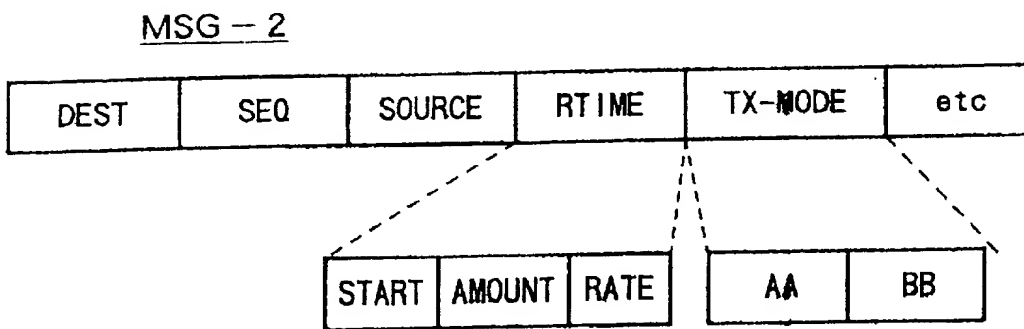 MSG – 2
DEST SEQ SOURCE RTIME TX-MODE etc
START AMOUNT RATE AA BB